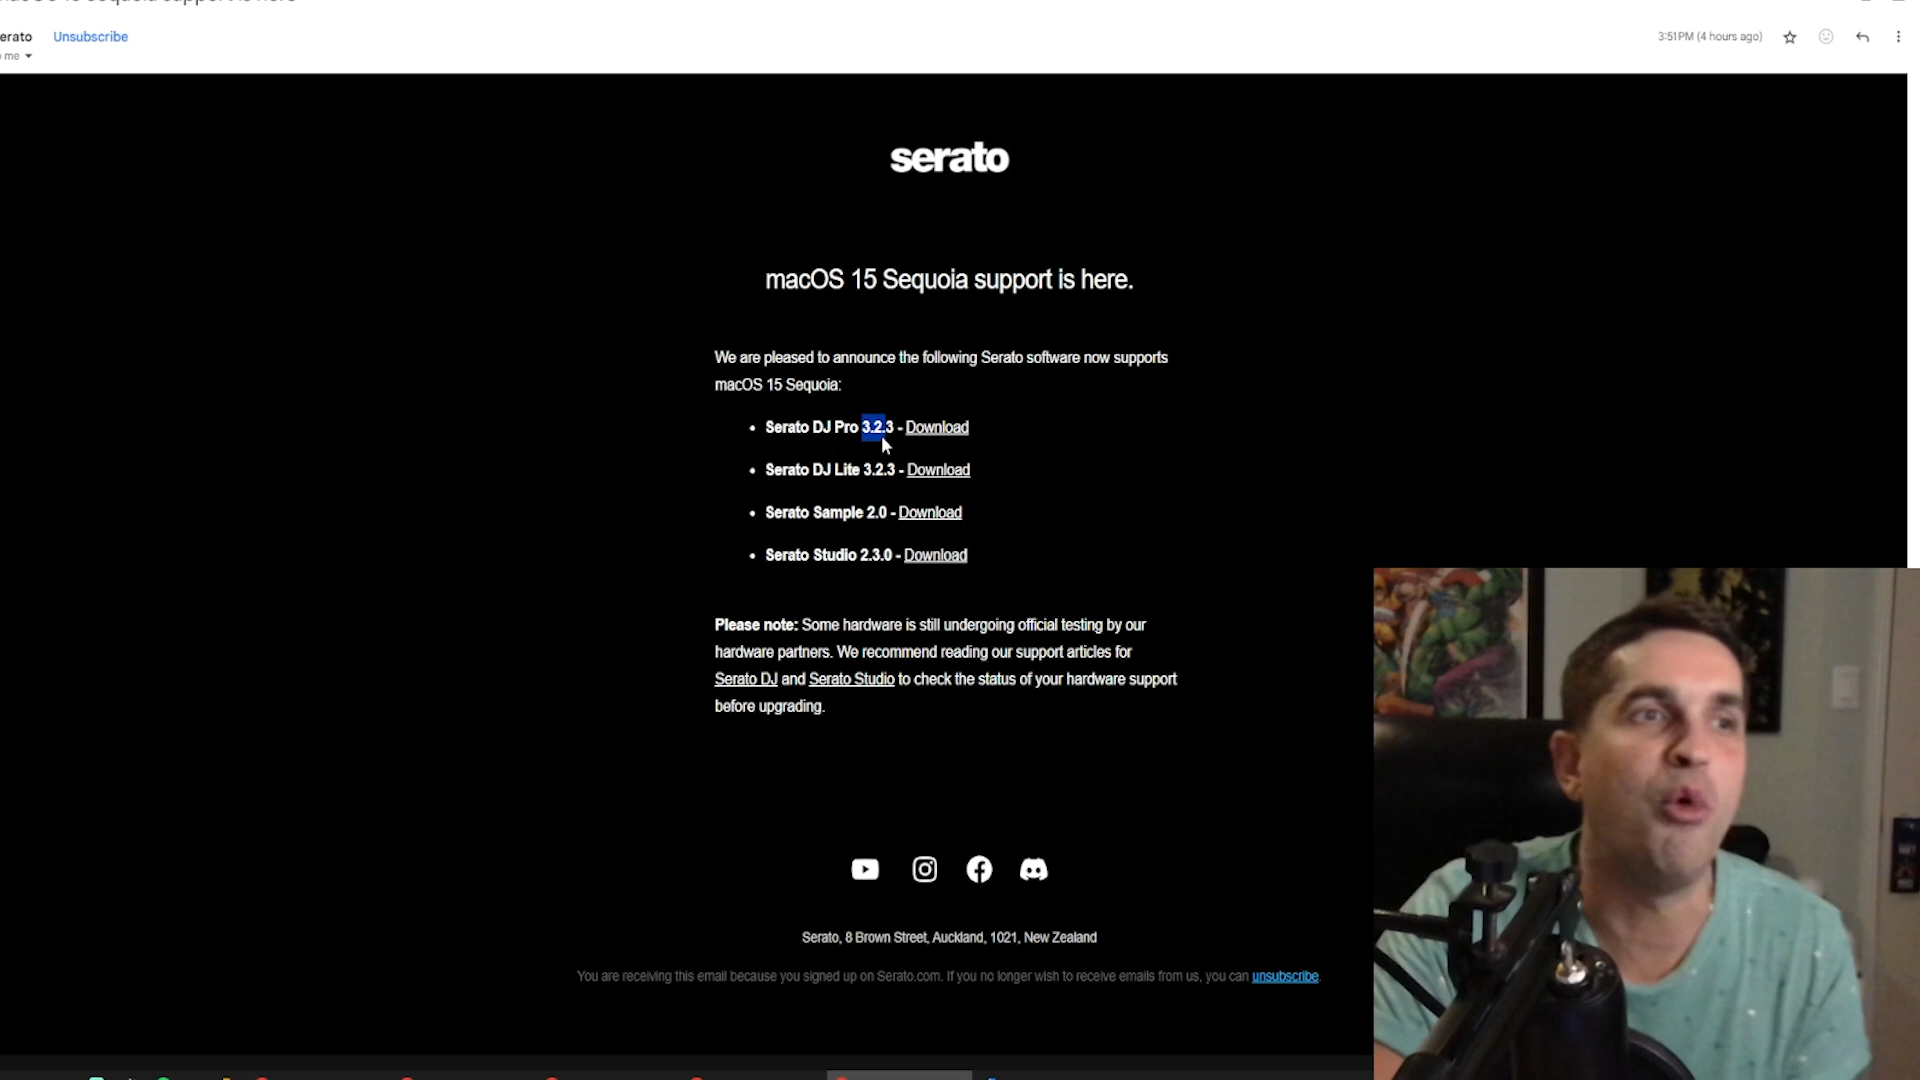 erato Unsubscribe
me
3:51PM (4 hours ago)
serato
macOS 15 Sequoia support is here.
We are pleased to announce the following Serato software now supports
macOS 15 Sequoia:
• Serato DJ Pro 3.2.3 - Download
• Serato DJ Lite 3.2.3 - Download
• Serato Sample 2.0 - Download
• Serato Studio 2.3.0 - Download
Please note: Some hardware is still undergoing official testing by our
hardware partners. We recommend reading our support articles for
Serato DJ and Serato Studio to check the status of your hardware support
before upgrading.
Serato, 8 Brown Street, Auckland, 1021, New Zealand
You are receiving this email because you signed up on Serato.com. If you no longer wish to receive emails from us, you can unsubscribe.